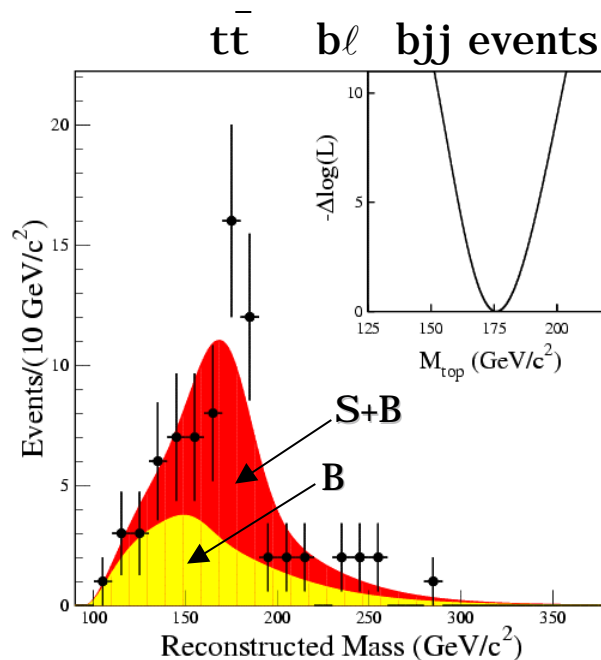 tt̄ bℓ bjj events
Events/(10 GeV/c²)
20
15
10
5
0
100 150 200 250 300 350
Reconstructed Mass (GeV/c²)
S+B
B
-Δlog(L)
10
5
0
125 150 175 200
M_top (GeV/c²)